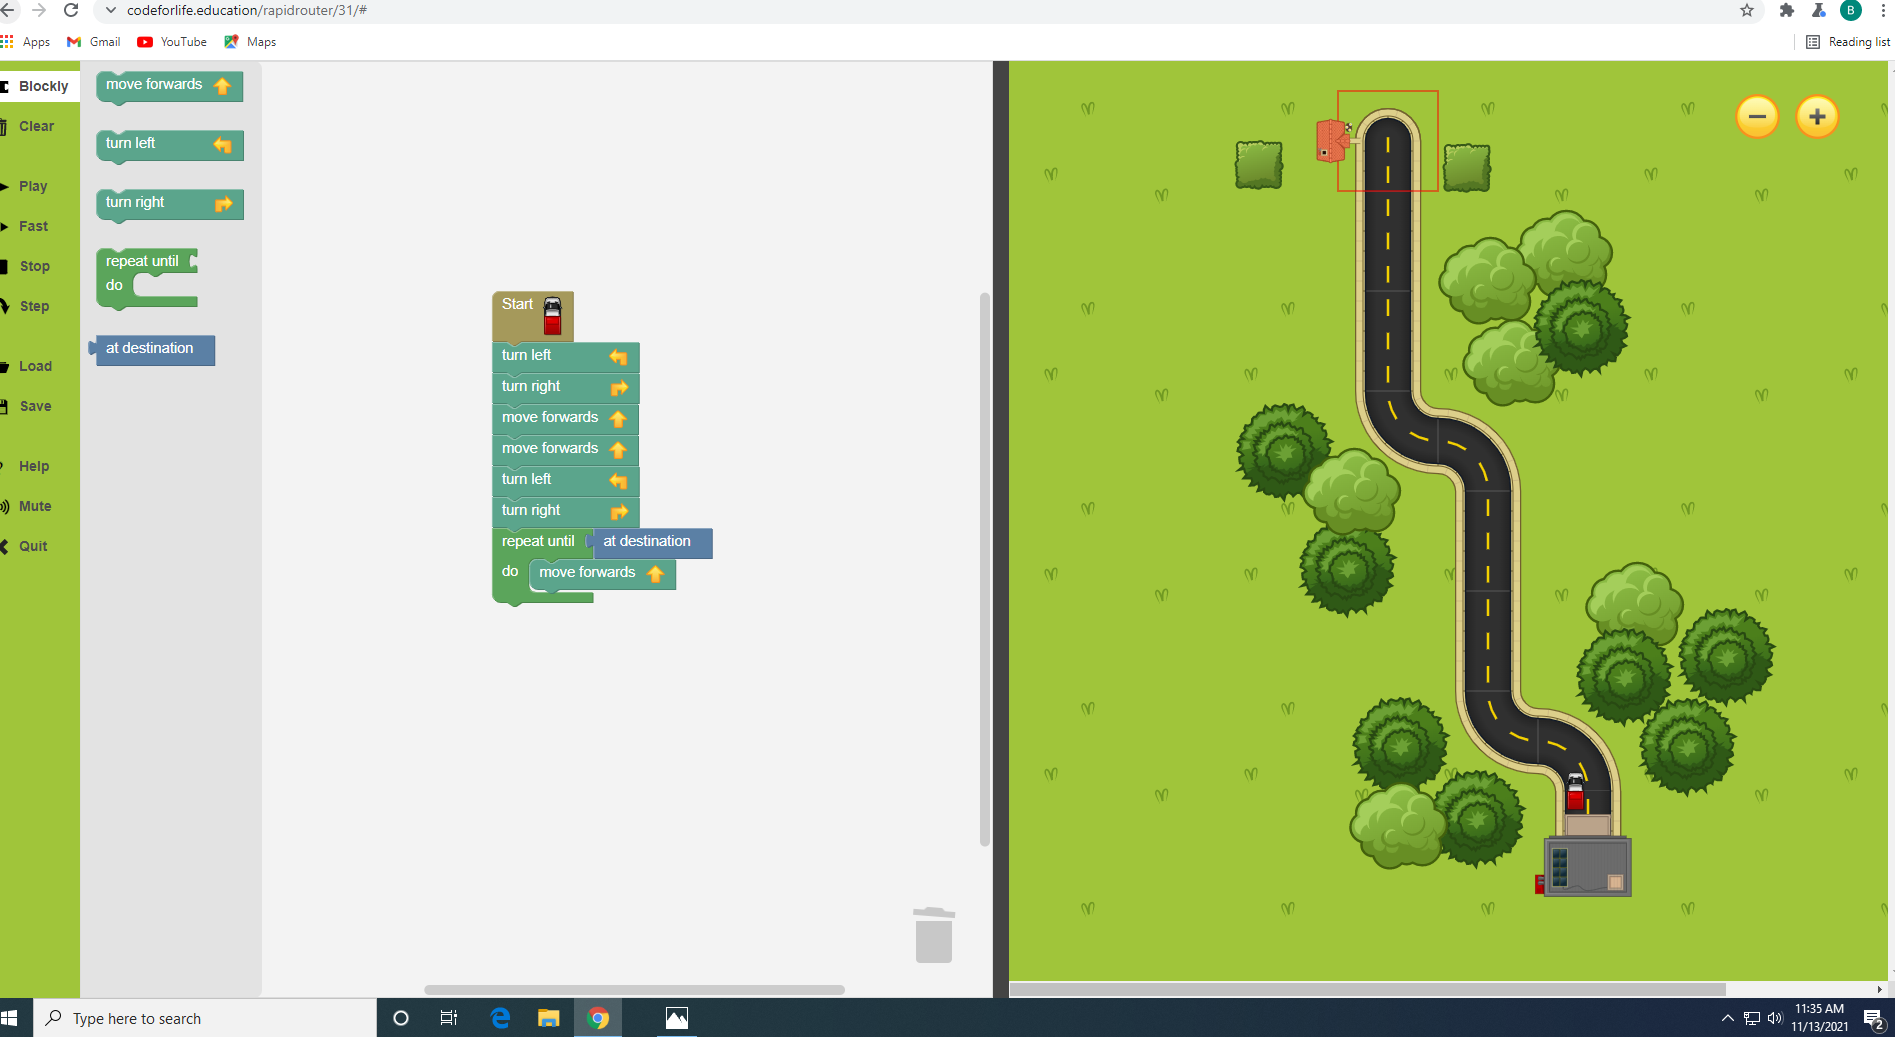 codeforlife.education/rapidrouter/31/#
B
Apps
Gmail
YouTube
Maps
Reading list
Blockly
Clear
Play
Fast
Stop
Step
Load
Save
Help
Mute
Quit
move forwards
turn left
turn right
repeat until
do
at destination
Start
turn left
turn right
move forwards
move forwards
turn left
turn right
repeat until at destination
do move forwards
Type here to search
11:35 AM
11/13/2021
2